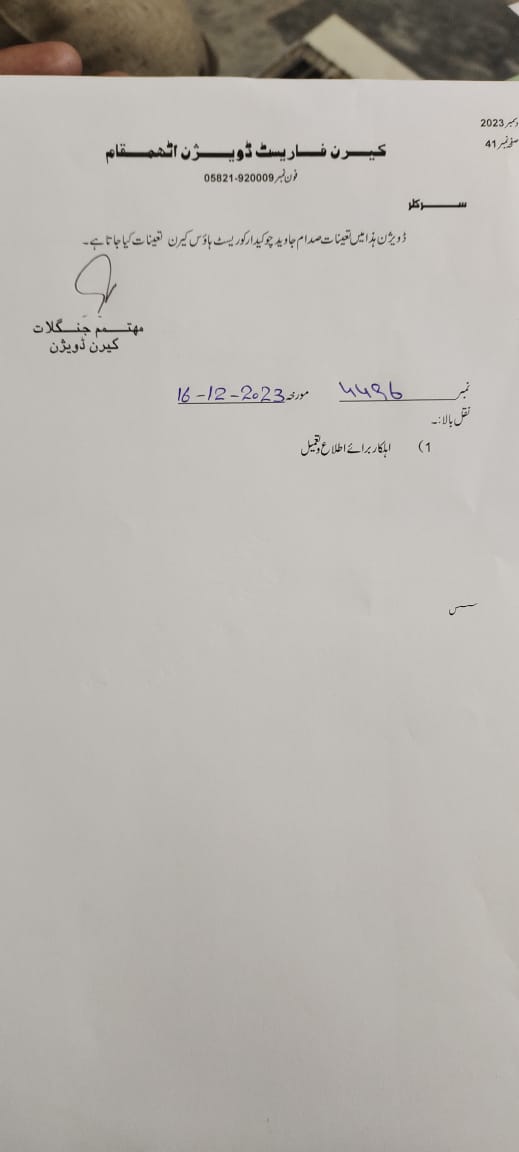 دسمبر 2023
صفحہ نمبر 41
کیرن فاریسٹ ڈویژن اٹھمقام
فون نمبر 05821-920009
سرکلر
ڈویژن ہذا میں تعینات صدام جاوید چوکیدار کو ریسٹ ہاؤس کیرن تعینات کیا جاتا ہے۔
مہتمم جنگلات
کیرن ڈویژن
نمبر 4496 مورخہ 16-12-2023
نقل بالا:۔
1) اہلکار برائے اطلاع و تعمیل